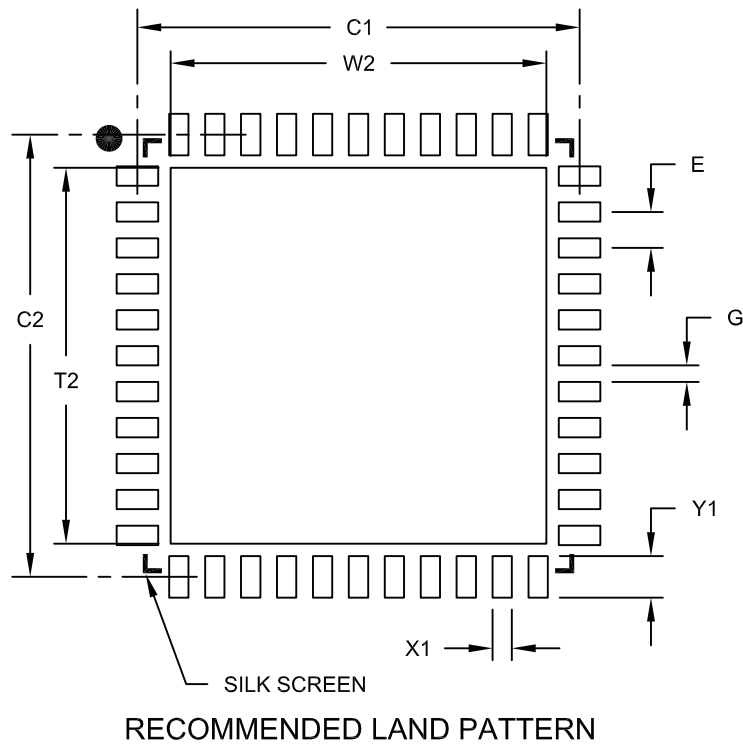 C1
W2
E
C2
G
T2
Y1
X1
SILK SCREEN
RECOMMENDED LAND PATTERN